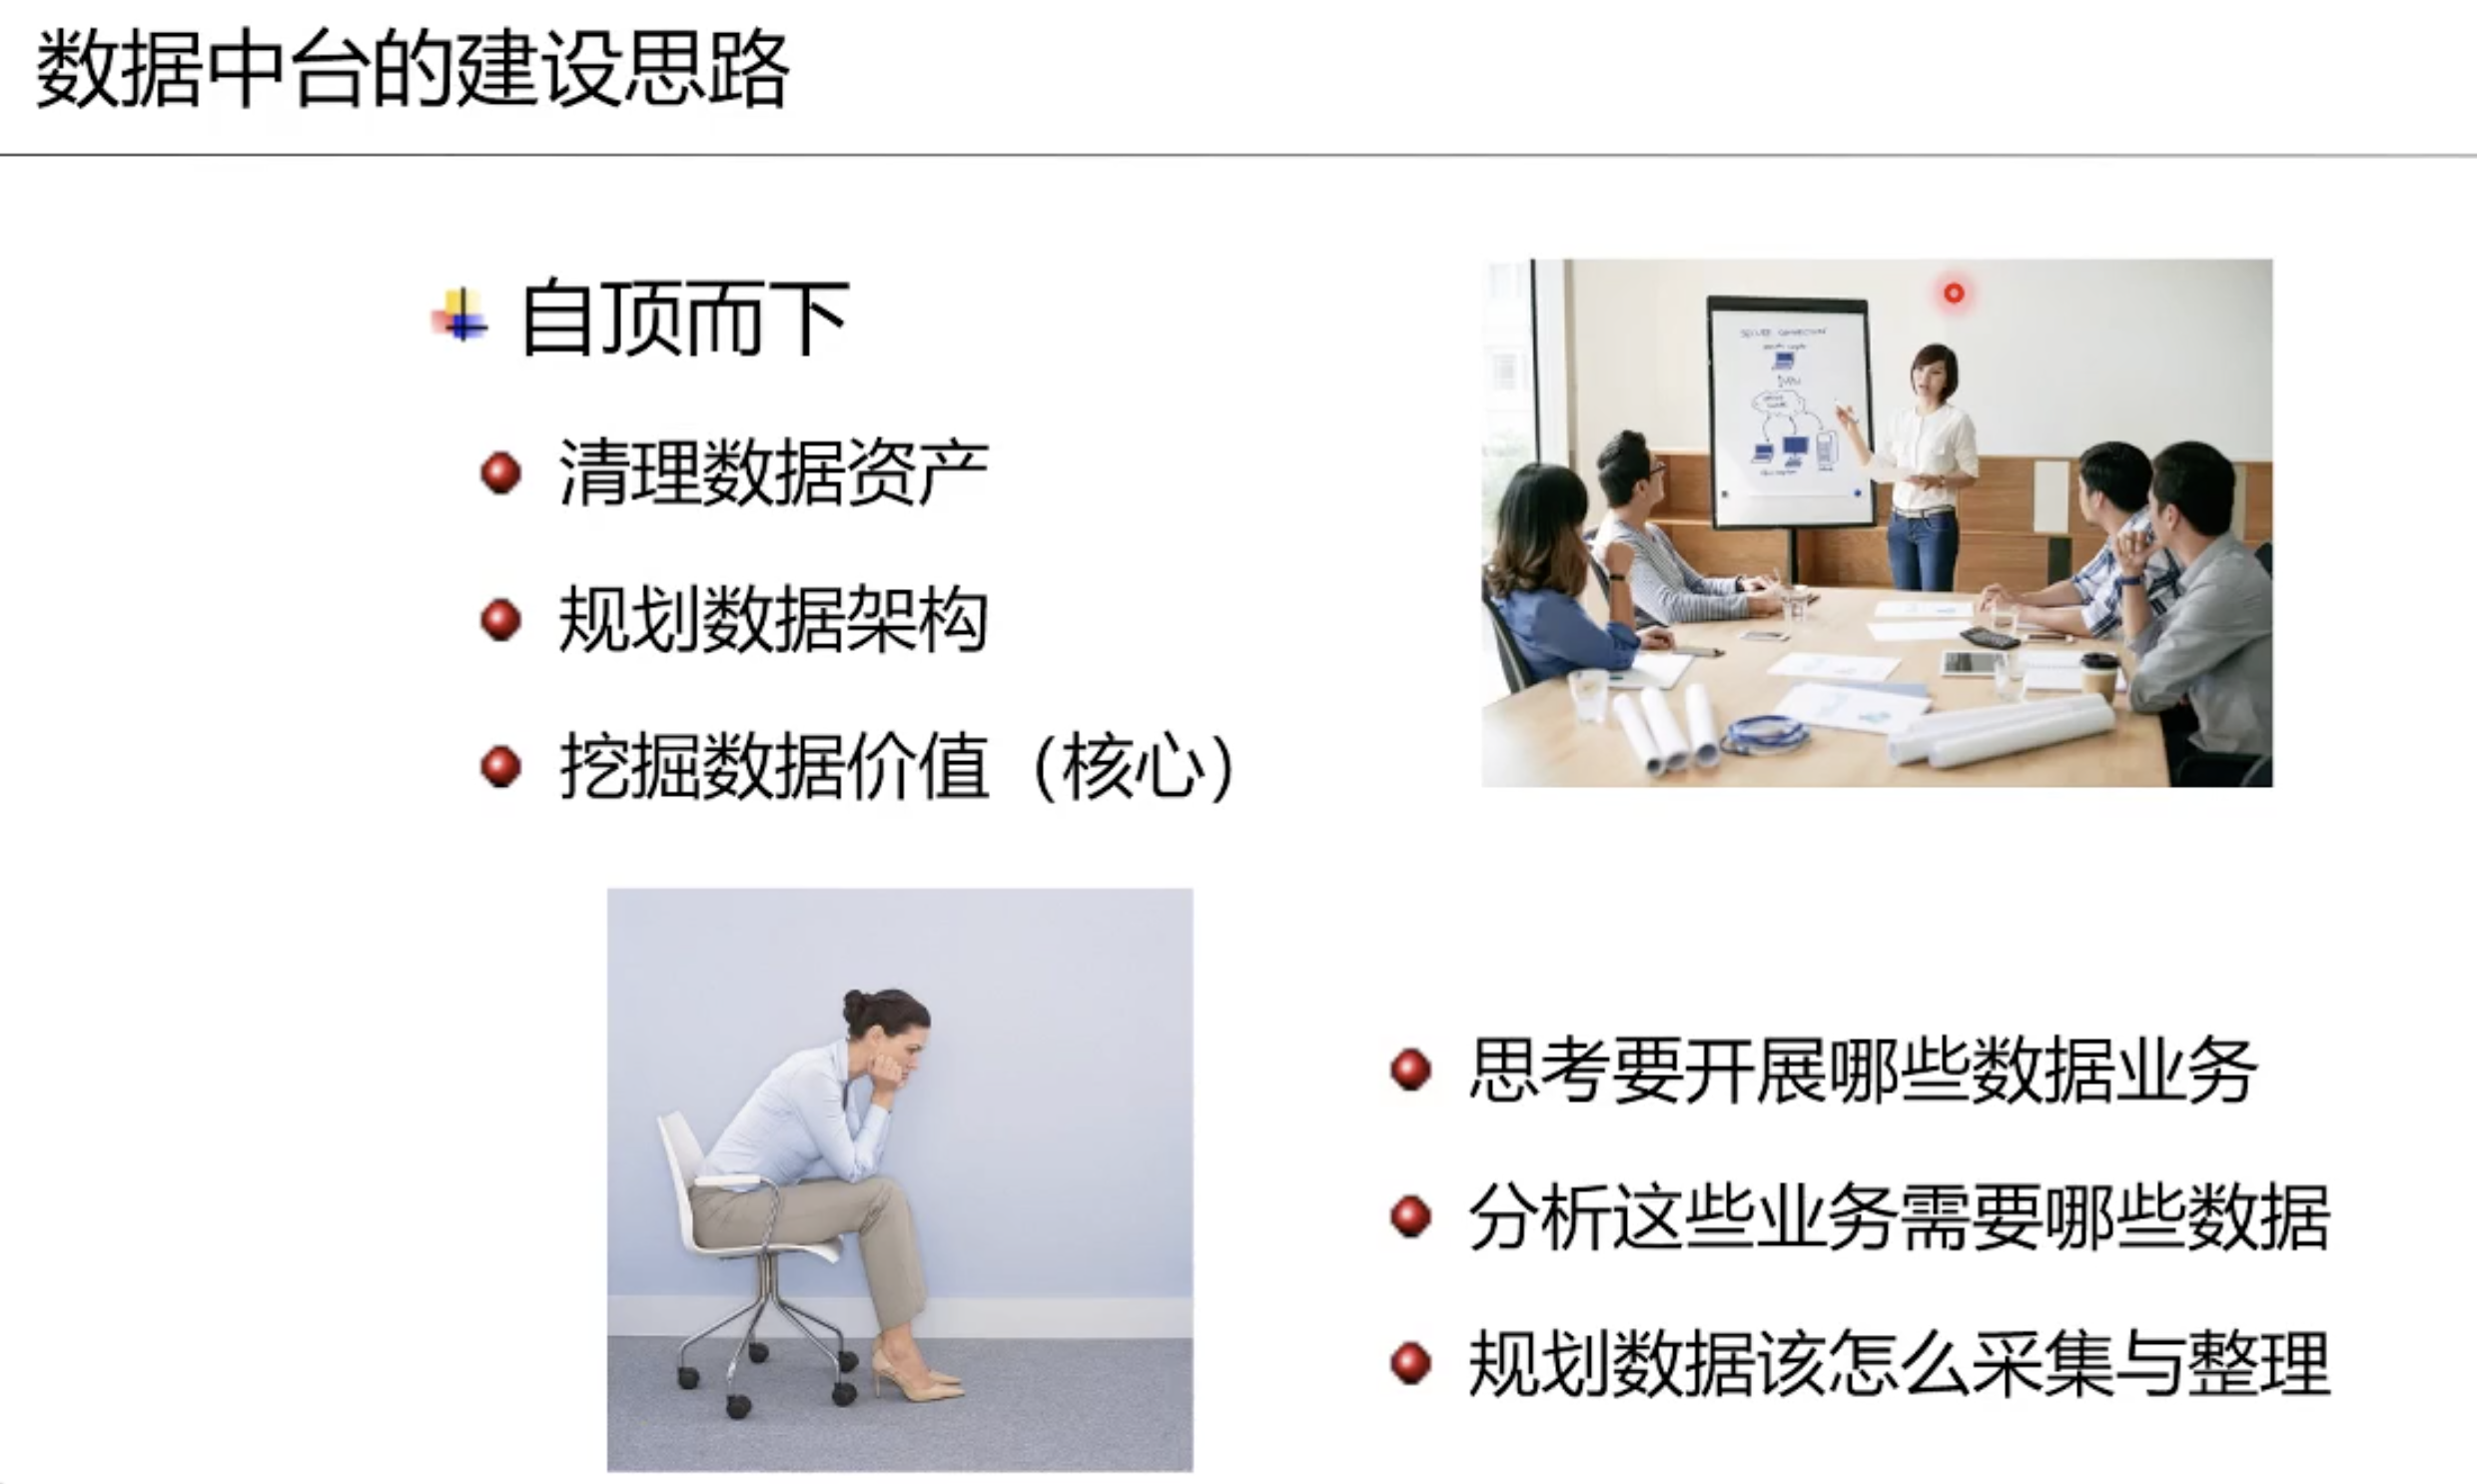 数据中台的建设思路
自顶而下
清理数据资产
规划数据架构
挖掘数据价值（核心）
思考要开展哪些数据业务
分析这些业务需要哪些数据
规划数据该怎么采集与整理